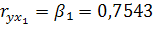 r_{yx_1} = β_1 = 0,7543